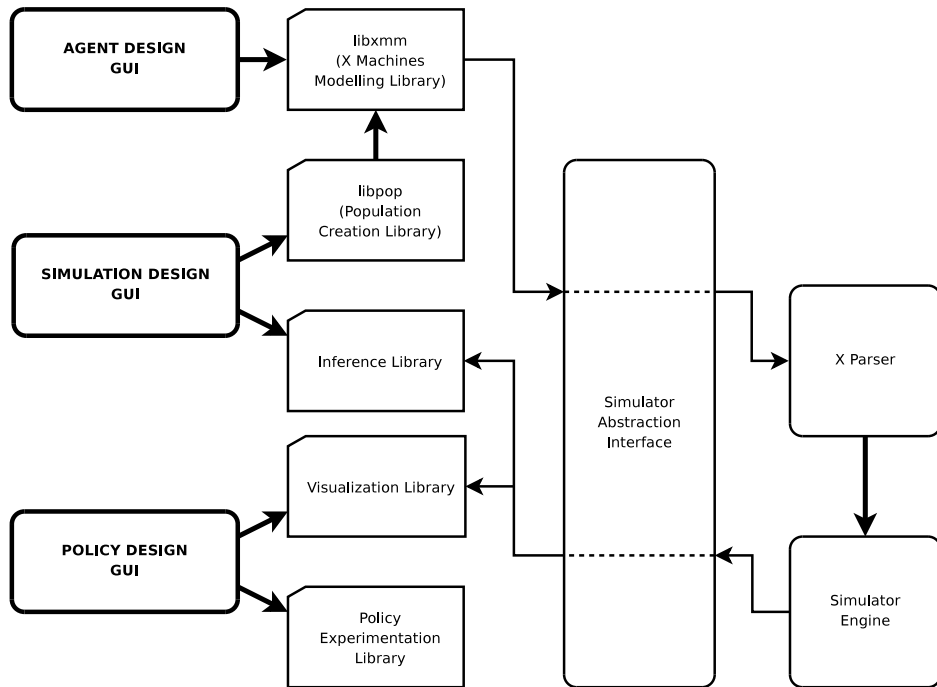 AGENT DESIGN
GUI
libxmm
(X Machines
Modelling Library)
libpop
(Population
Creation Library)
SIMULATION DESIGN
GUI
Inference Library
Simulator
Abstraction
Interface
X Parser
Visualization Library
POLICY DESIGN
GUI
Policy
Experimentation
Library
Simulator
Engine